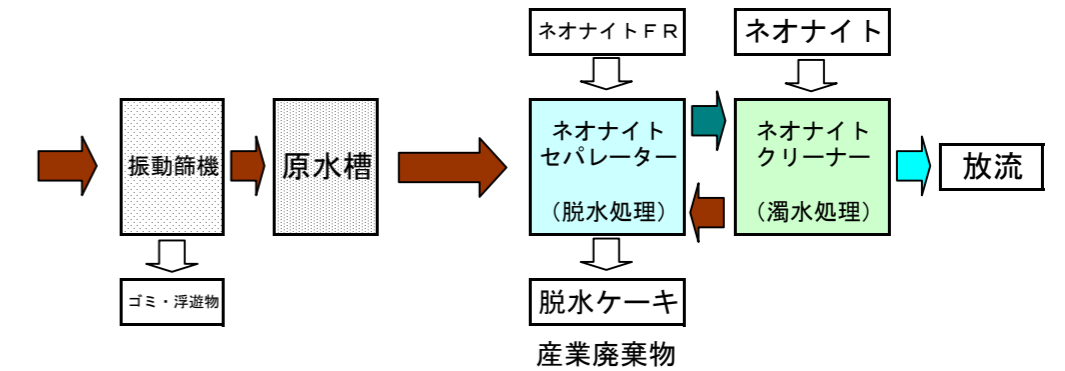 ネオナイトＦＲ
ネオナイト
振動篩機
原水槽
ネオナイト
セパレーター
（脱水処理）
ネオナイト
クリーナー
（濁水処理）
放流
ゴミ・浮遊物
脱水ケーキ
産業廃棄物